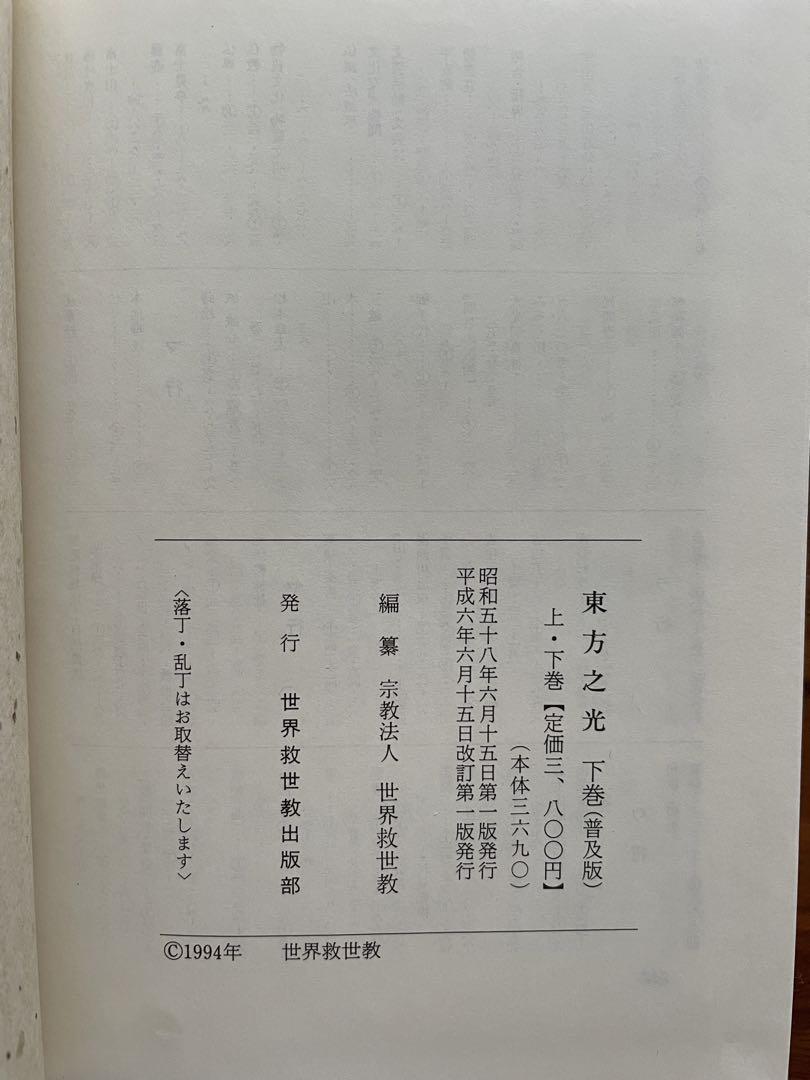 東方之光　下巻（普及版）
上・下巻【定価三、八〇〇円】
（本体三六九〇）
昭和五十八年六月十五日第一版発行
平成六年六月十五日改訂第一版発行
編　纂　宗教法人　世界救世教
発　行　世界救世教出版部
〈落丁・乱丁はお取替えいたします〉
©1994年　世界救世教